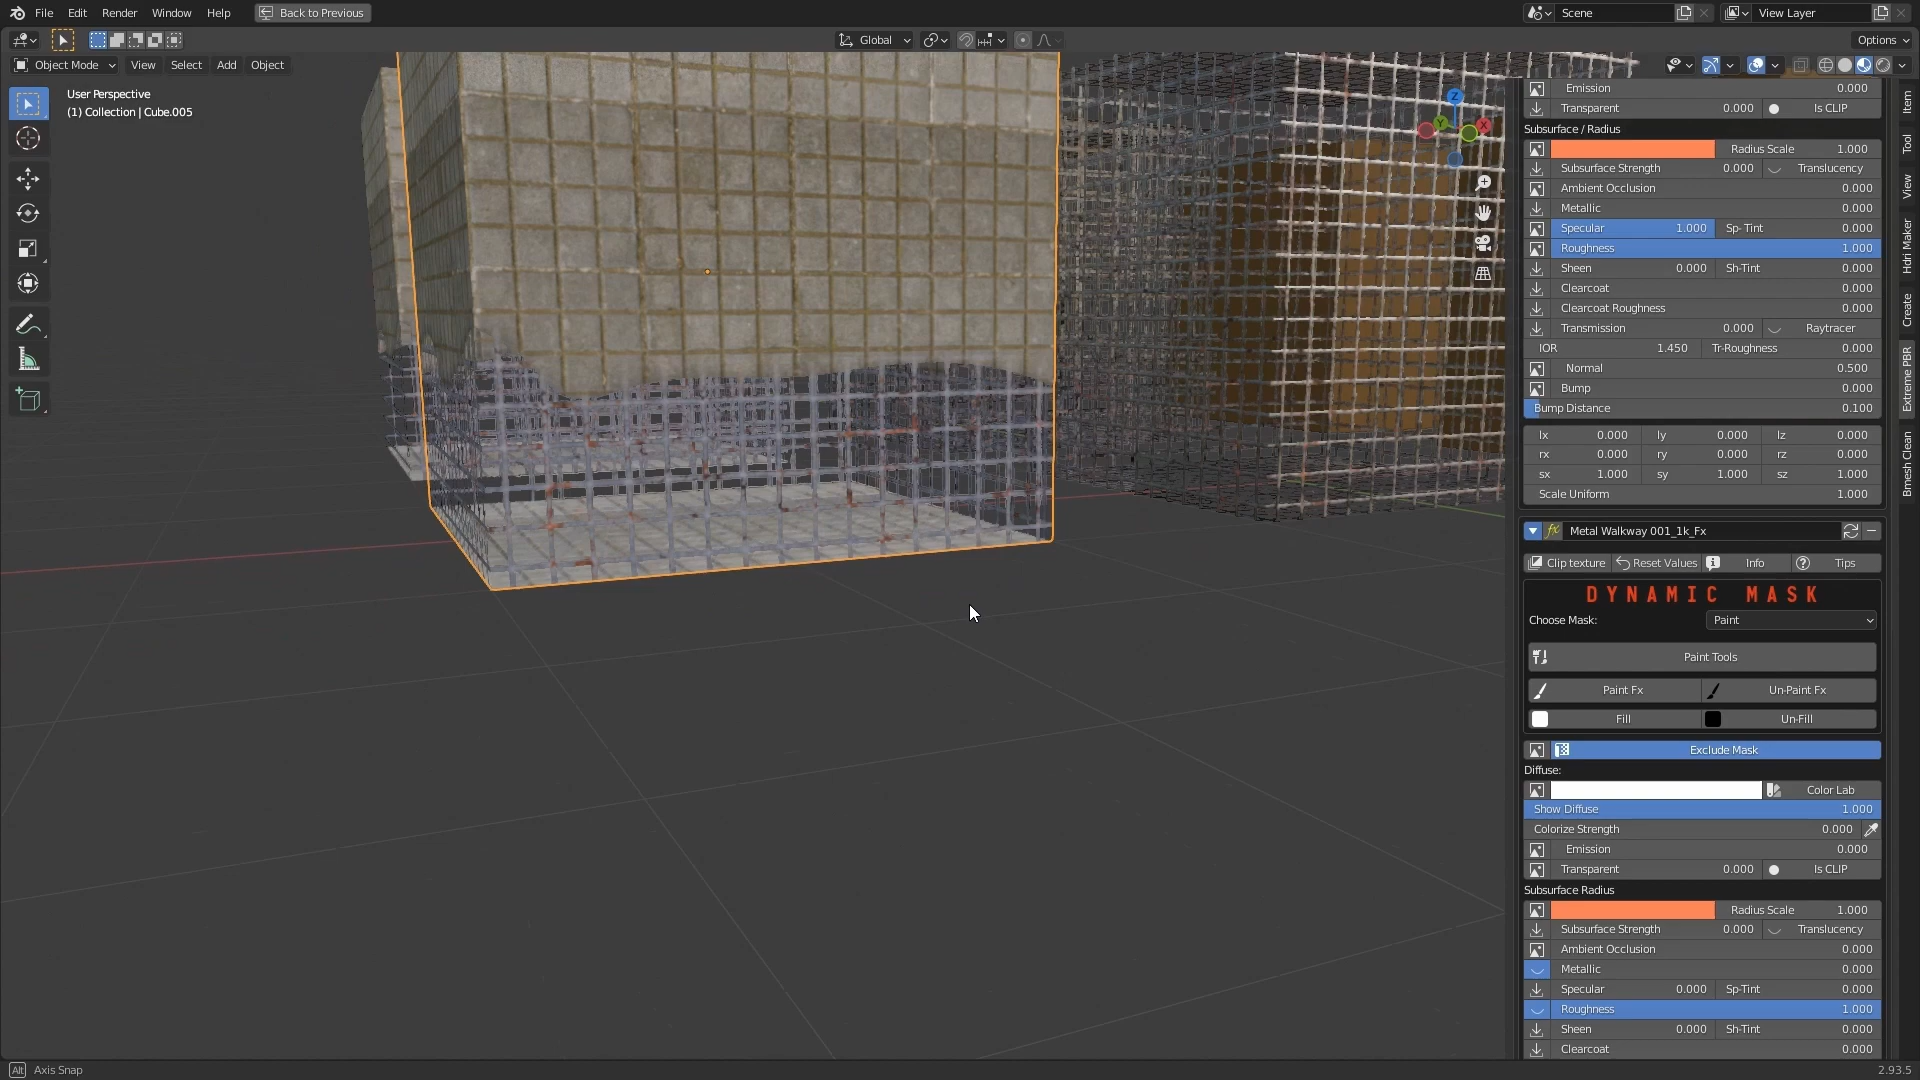 File Edit Render Window Help Back to Previous Scene View Layer
Global Options
Object Mode View Select Add Object
User Perspective
(1) Collection | Cube.005
Z
Y
X
Emission 0.000
Transparent 0.000 Is CLIP
Subsurface / Radius
Radius Scale 1.000
Subsurface Strength 0.000 Translucency
Ambient Occlusion 0.000
Metallic 0.000
Specular 1.000 Sp- Tint 0.000
Roughness 1.000
Sheen 0.000 Sh-Tint 0.000
Clearcoat 0.000
Clearcoat Roughness 0.000
Transmission 0.000 Raytracer
IOR 1.450 Tr-Roughness 0.000
Normal 0.500
Bump 0.000
Bump Distance 0.100
lx 0.000 ly 0.000 lz 0.000
rx 0.000 ry 0.000 rz 0.000
sx 1.000 sy 1.000 sz 1.000
Scale Uniform 1.000
fx Metal Walkway 001_1k_Fx
Clip texture Reset Values Info Tips
DYNAMIC MASK
Choose Mask: Paint
Paint Tools
Paint Fx Un-Paint Fx
Fill Un-Fill
Exclude Mask
Diffuse:
Color Lab
Show Diffuse 1.000
Colorize Strength 0.000
Emission 0.000
Transparent 0.000 Is CLIP
Subsurface Radius
Radius Scale 1.000
Subsurface Strength 0.000 Translucency
Ambient Occlusion 0.000
Metallic 0.000
Specular 0.000 Sp-Tint 0.000
Roughness 1.000
Sheen 0.000 Sh-Tint 0.000
Clearcoat 0.000
Item
Tool
View
Hdri Maker
Create
Extreme PBR
Bmesh Clean
Alt Axis Snap 2.93.5